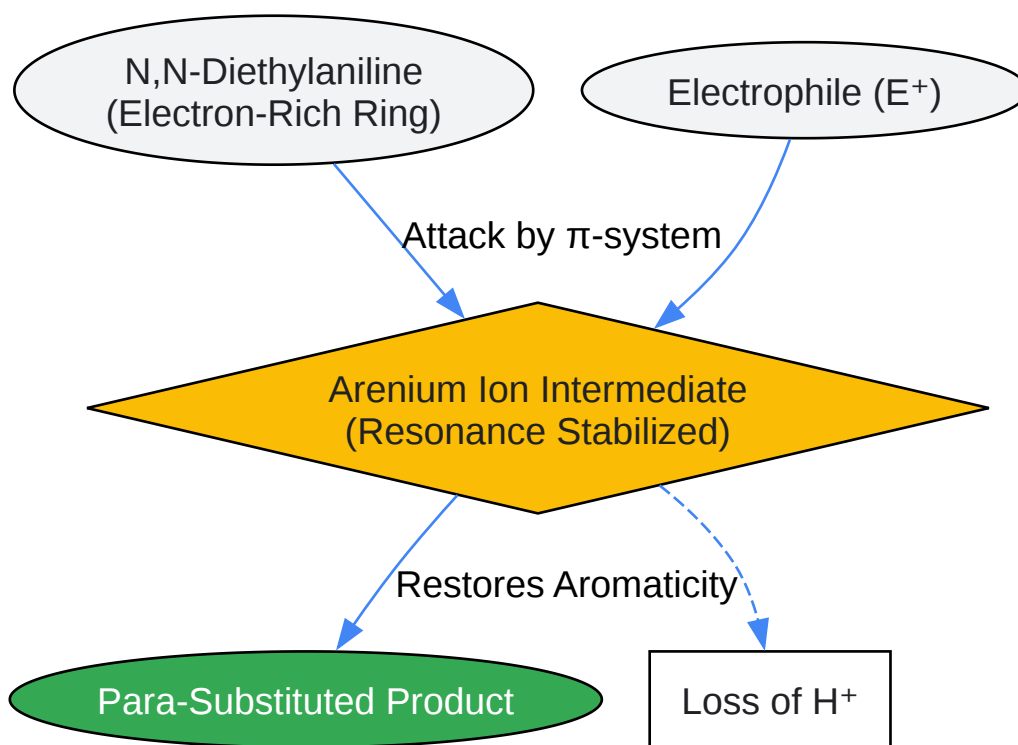 N,N-Diethylaniline
(Electron-Rich Ring)
Electrophile (E⁺)
Attack by π-system
Arenium Ion Intermediate
(Resonance Stabilized)
Restores Aromaticity
Para-Substituted Product
Loss of H⁺